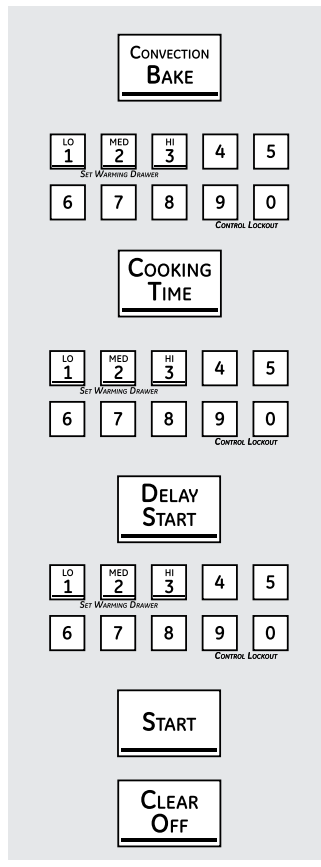 CONVECTION
BAKE
LO MED HI
1 2 3 4 5
SET WARMING DRAWER
6 7 8 9 0
CONTROL LOCKOUT
COOKING
TIME
LO MED HI
1 2 3 4 5
SET WARMING DRAWER
6 7 8 9 0
CONTROL LOCKOUT
DELAY
START
LO MED HI
1 2 3 4 5
SET WARMING DRAWER
6 7 8 9 0
CONTROL LOCKOUT
START
CLEAR
OFF